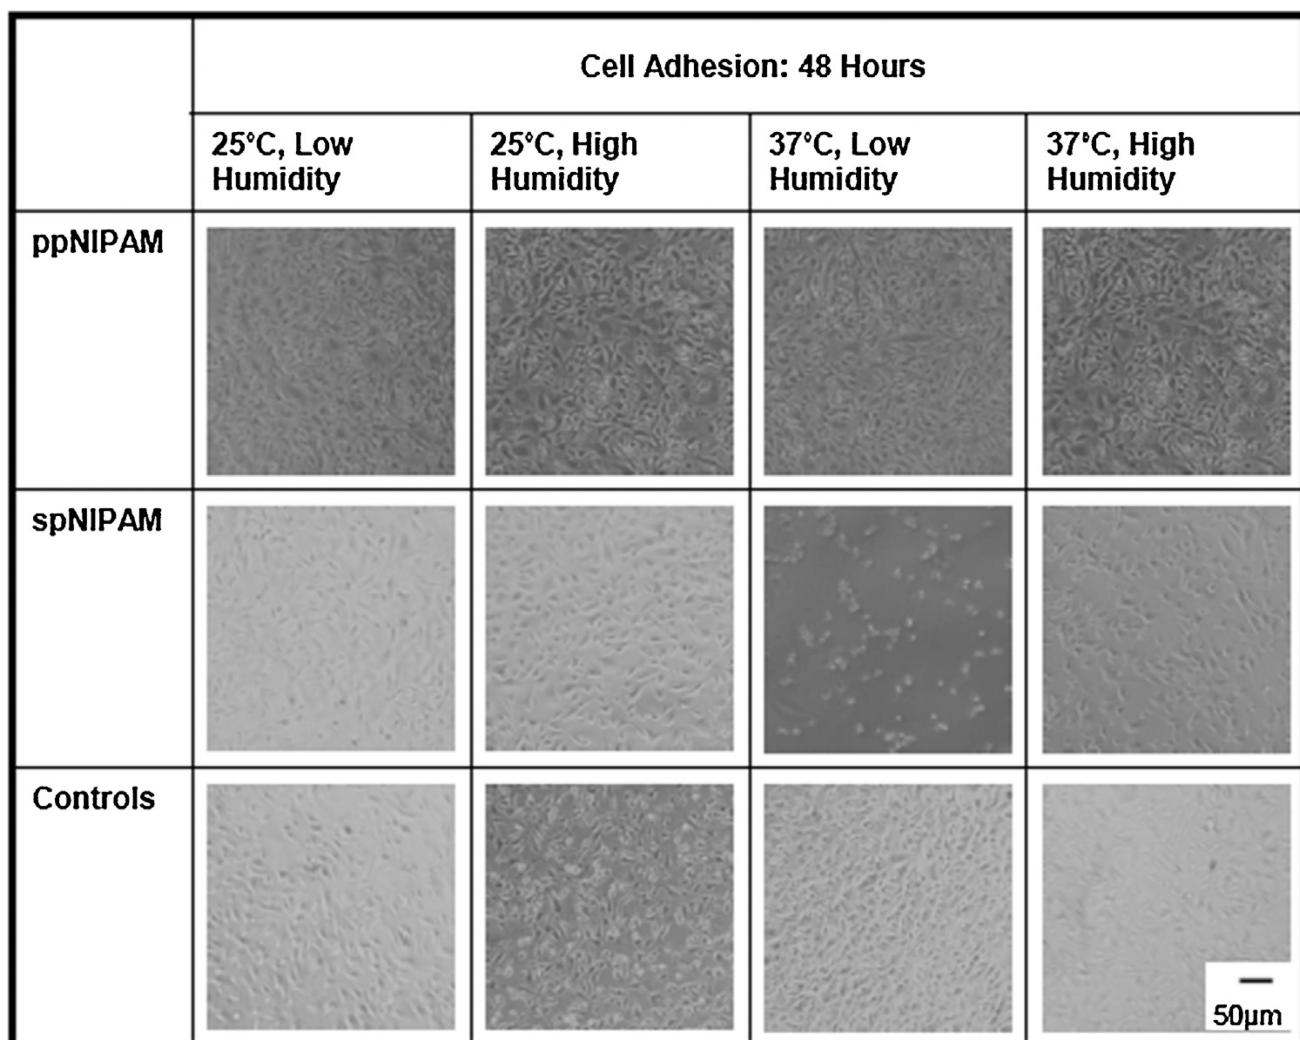 Cell Adhesion: 48 Hours
25°C, Low
Humidity
25°C, High
Humidity
37°C, Low
Humidity
37°C, High
Humidity
ppNIPAM
spNIPAM
Controls
50µm